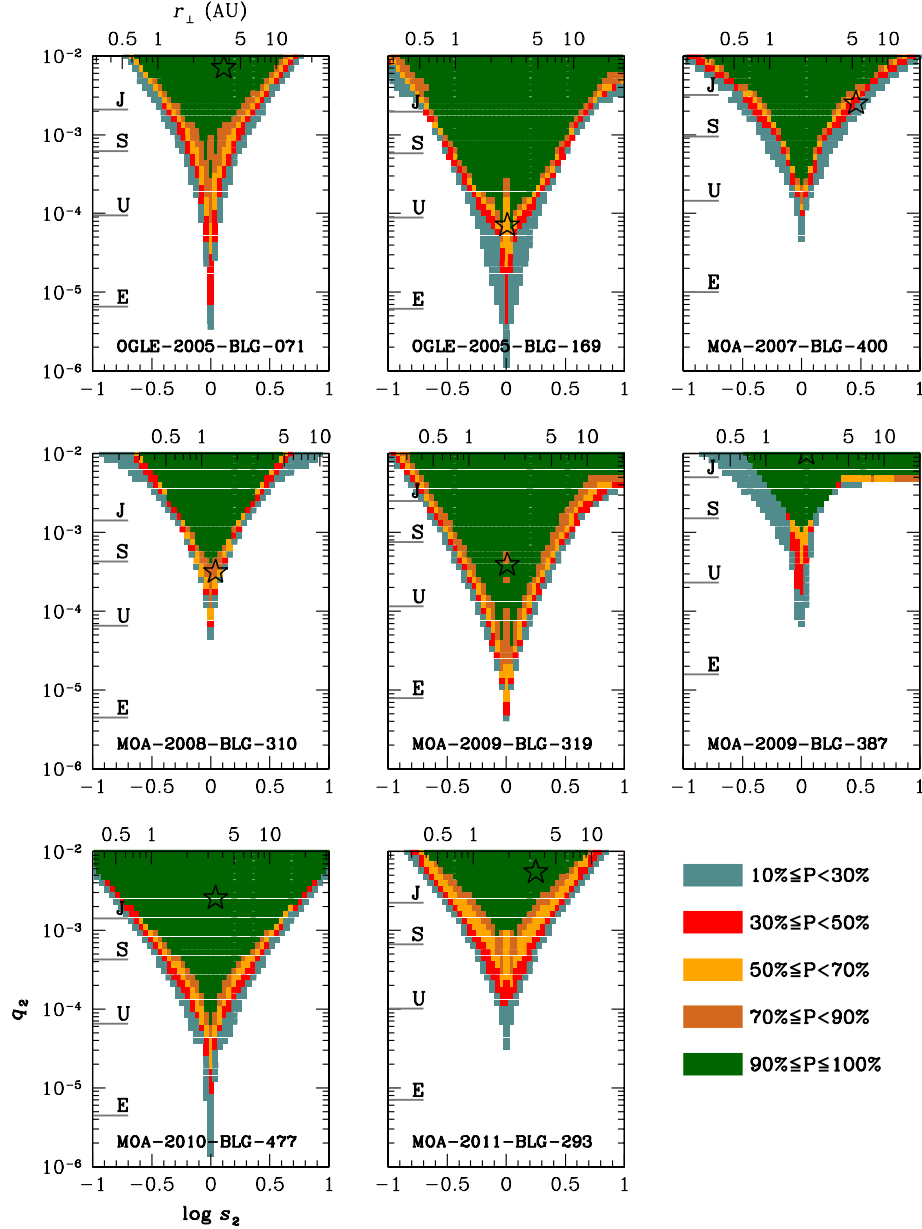 r⊥ (AU)
0.5 1 5 10
0.5 1 5 10
0.5 1 5 10
10⁻²
10⁻³
10⁻⁴
10⁻⁵
10⁻⁶
J
S
U
E
J
S
U
E
J
S
U
E
OGLE-2005-BLG-071
OGLE-2005-BLG-169
MOA-2007-BLG-400
−1 −0.5 0 0.5 1
−1 −0.5 0 0.5 1
−1 −0.5 0 0.5 1
0.5 1 5 10
0.5 1 5 10
0.5 1 5 10
10⁻²
10⁻³
10⁻⁴
10⁻⁵
10⁻⁶
J
S
U
E
J
S
U
E
J
S
U
E
MOA-2008-BLG-310
MOA-2009-BLG-319
MOA-2009-BLG-387
−1 −0.5 0 0.5 1
−1 −0.5 0 0.5 1
−1 −0.5 0 0.5 1
0.5 1 5 10
0.5 1 5 10
10⁻²
10⁻³
10⁻⁴
10⁻⁵
10⁻⁶
q₂
J
S
U
E
J
S
U
E
MOA-2010-BLG-477
MOA-2011-BLG-293
−1 −0.5 0 0.5 1
−1 −0.5 0 0.5 1
log s₂
10%≦P<30%
30%≦P<50%
50%≦P<70%
70%≦P<90%
90%≦P≦100%